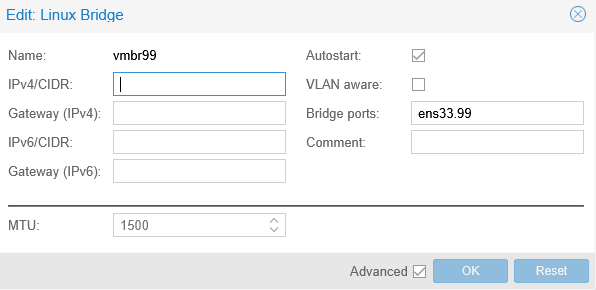 Edit: Linux Bridge
Name: vmbr99 Autostart:
IPv4/CIDR: VLAN aware:
Gateway (IPv4): Bridge ports: ens33.99
IPv6/CIDR: Comment:
Gateway (IPv6):
MTU: 1500
Advanced OK Reset